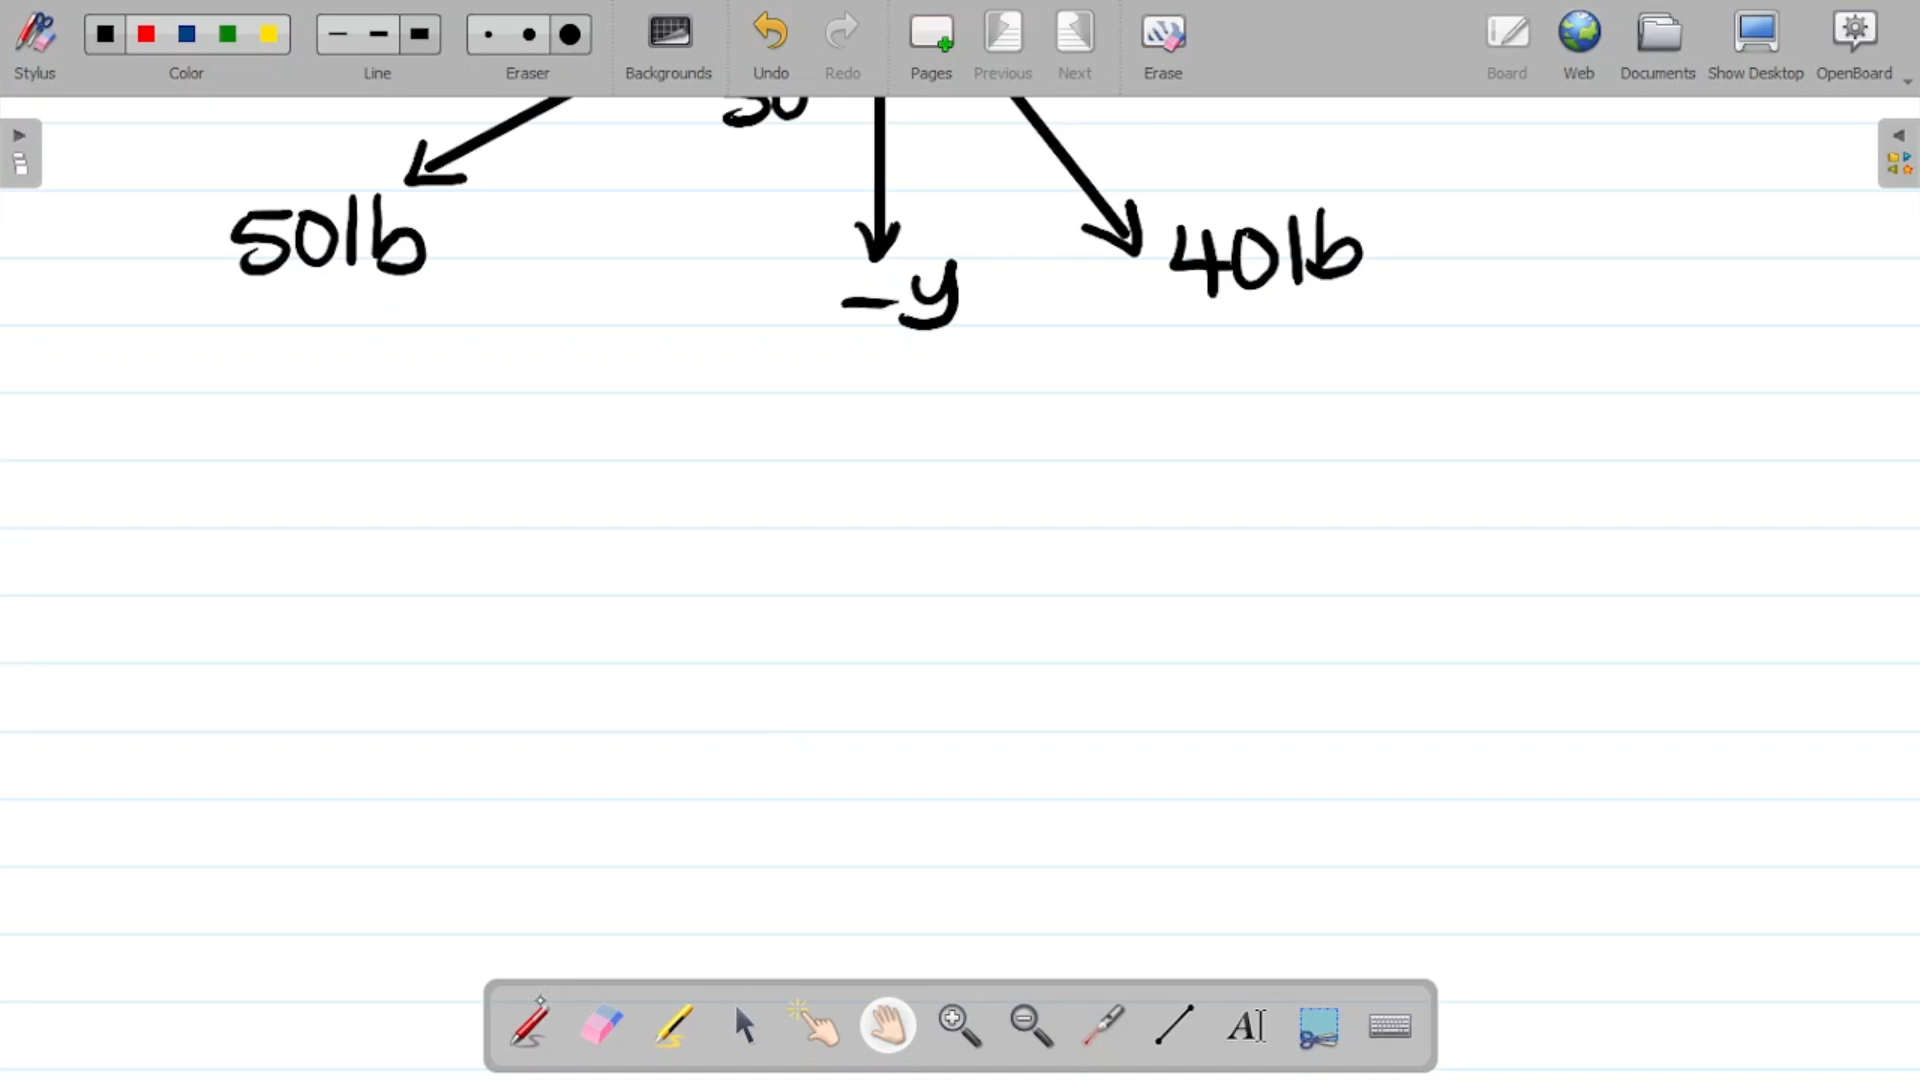 Stylus Color Line Eraser Backgrounds Undo Redo Pages Previous Next Erase Board Web Documents Show Desktop OpenBoard
50lb
-y
40lb
AI